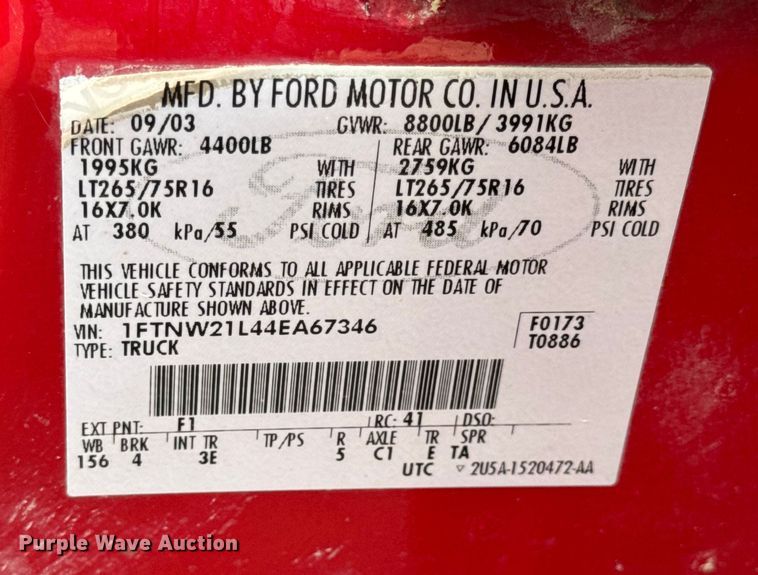 MFD. BY FORD MOTOR CO. IN U.S.A.
DATE: 09/03 GVWR: 8800LB / 3991KG
FRONT GAWR: 4400LB REAR GAWR: 6084LB
1995KG WITH 2759KG WITH
LT265/75R16 TIRES LT265/75R16 TIRES
16X7.0K RIMS 16X7.0K RIMS
AT 380 kPa/55 PSI COLD AT 485 kPa/70 PSI COLD
Ford
THIS VEHICLE CONFORMS TO ALL APPLICABLE FEDERAL MOTOR
VEHICLE SAFETY STANDARDS IN EFFECT ON THE DATE OF
MANUFACTURE SHOWN ABOVE.
VIN: 1FTNW21L44EA67346 F0173
TYPE: TRUCK T0886
EXT PNT: F1 RC: 41 DSO:
WB BRK INT TR TP/PS R AXLE TR SPR
156 4 3E 5 C1 E TA
UTC ▽ 2U5A-1520472-AA
Purple Wave Auction